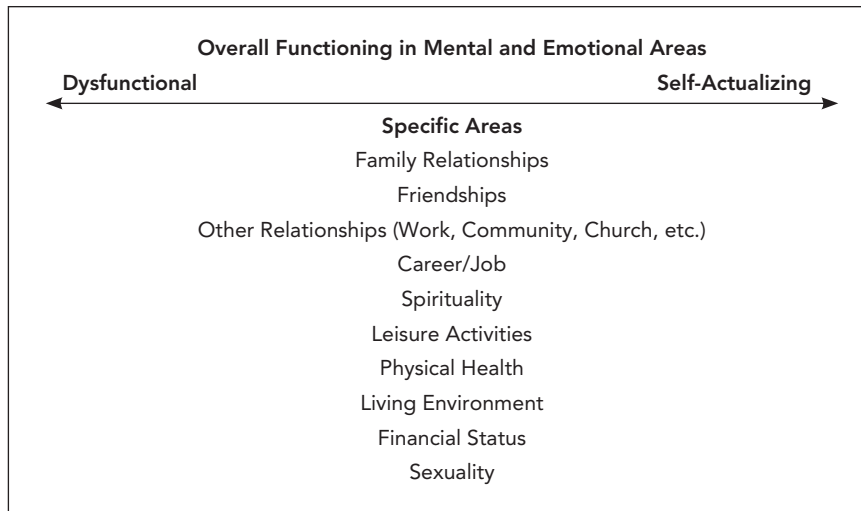 Overall Functioning in Mental and Emotional Areas
Dysfunctional Self-Actualizing
Specific Areas
Family Relationships
Friendships
Other Relationships (Work, Community, Church, etc.)
Career/Job
Spirituality
Leisure Activities
Physical Health
Living Environment
Financial Status
Sexuality